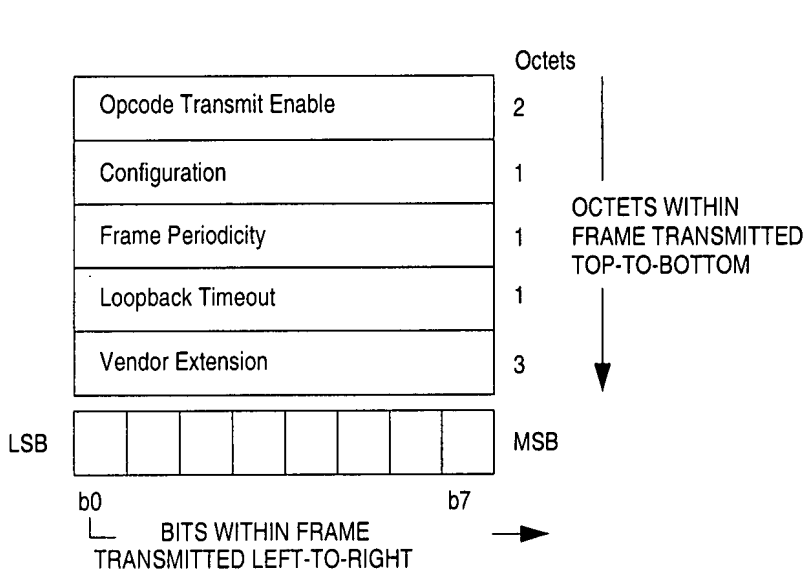 Octets
Opcode Transmit Enable 2
Configuration 1
Frame Periodicity 1
Loopback Timeout 1
Vendor Extension 3
OCTETS WITHIN
FRAME TRANSMITTED
TOP-TO-BOTTOM
LSB MSB
b0 b7
BITS WITHIN FRAME
TRANSMITTED LEFT-TO-RIGHT